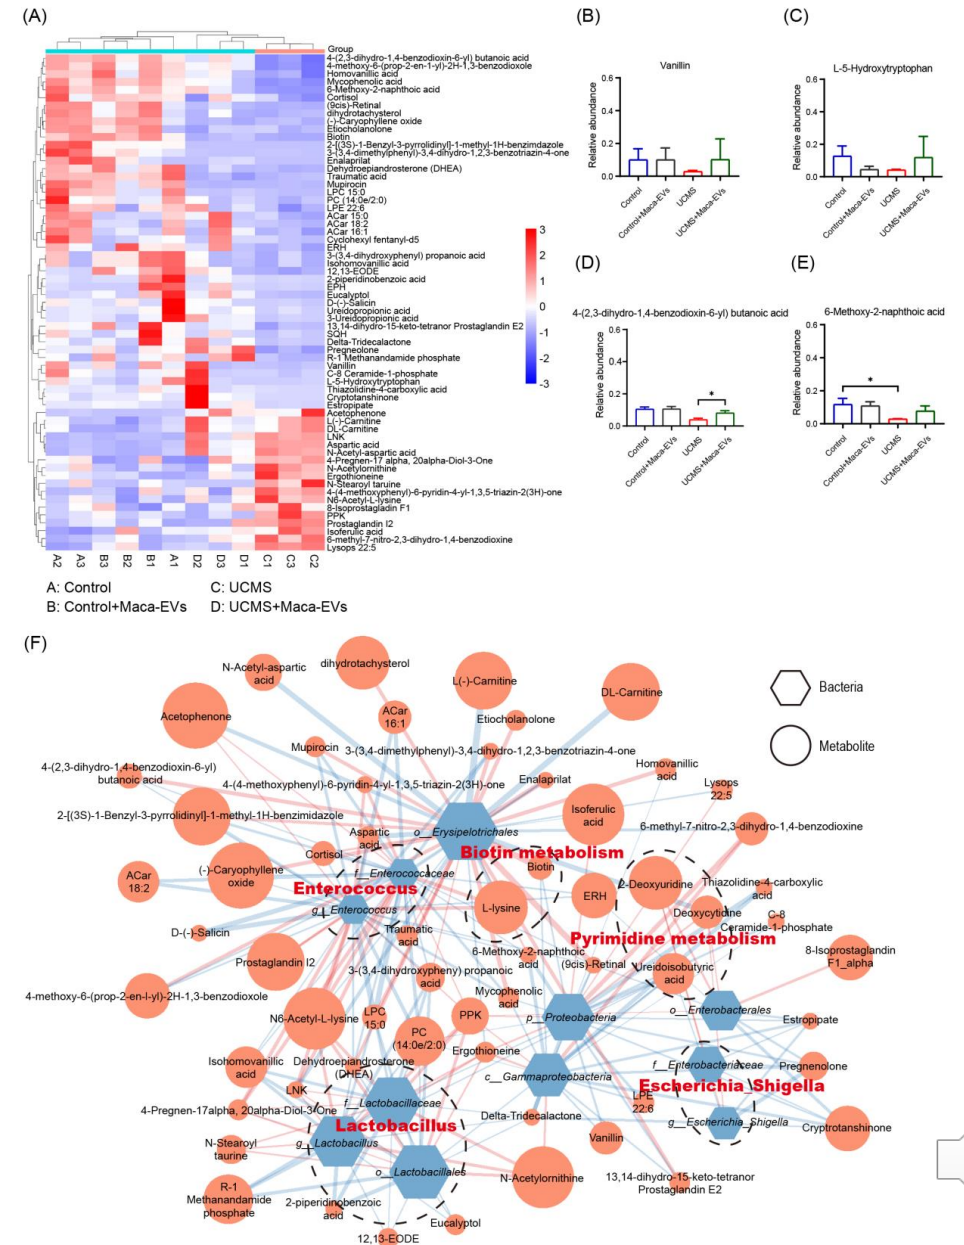 (A)
Group
4-(2,3-dihydro-1,4-benzodioxin-6-yl) butanoic acid
4-methoxy-6-(prop-2-en-1-yl)-2H-1,3-benzodioxole
Homovanillic acid
Mycophenolic acid
6-Methoxy-2-naphthoic acid
Cortisol
(9cis)-Retinal
dihydrotachysterol
(-)-Caryophyllene oxide
Etiocholanolone
Biotin
2-[(3S)-1-Benzyl-3-pyrrolidinyl]-1-methyl-1H-benzimdazole
3-(3,4-dimethylphenyl)-3,4-dihydro-1,2,3-benzotriazin-4-one
Enalaprilat
Dehydroepiandrosterone (DHEA)
Traumatic acid
Mupirocin
LPC 15:0
PC (14:0e/2:0)
LPE 22:6
ACar 15:0
ACar 18:2
ACar 16:1
Cyclohexyl fentanyl-d5
ERH
3-(3,4-dihydroxyphenyl) propanoic acid
Isohomovanillic acid
12,13-EODE
2-piperidinobenzoic acid
EPH
Eucalyptol
D-(-)-Salicin
Ureidopropionic acid
3-Ureidopropionic acid
13,14-dihydro-15-keto-tetranor Prostaglandin E2
SQH
Delta-Tridecalactone
Pregneolone
R-1 Methanandamide phosphate
Vanillin
C-8 Ceramide-1-phosphate
L-5-Hydroxytryptophan
Thiazolidine-4-carboxylic acid
Cryptotanshinone
Estropipate
Acetophenone
L(-)-Carnitine
DL-Carnitine
LNK
Aspartic acid
N-Acetyl-aspartic acid
4-Pregnen-17 alpha, 20alpha-Diol-3-One
N-Acetylornithine
Ergothioneine
N-Stearoyl taruine
4-(4-methoxyphenyl)-6-pyridin-4-yl-1,3,5-triazin-2(3H)-one
N6-Acetyl-L-lysine
8-Isoprostagladin F1
PPK
Prostaglandin I2
Isoferulic acid
6-methyl-7-nitro-2,3-dihydro-1,4-benzodioxine
Lysops 22:5
3
2
1
0
-1
-2
-3
A2 A3 B3 B2 B1 A1 D2 D3 D1 C1 C3 C2
A: Control C: UCMS
B: Control+Maca-EVs D: UCMS+Maca-EVs
(B)
Vanillin
Relative abundance
0.6
0.4
0.2
0.0
Control
Control+Maca-EVs
UCMS
UCMS+Maca-EVs
(C)
L-5-Hydroxytryptophan
Relative abundance
0.6
0.4
0.2
0.0
Control
Control+Maca-EVs
UCMS
UCMS+Maca-EVs
(D)
4-(2,3-dihydro-1,4-benzodioxin-6-yl) butanoic acid
Relative abundance
0.6
0.4
0.2
0.0
*
Control
Control+Maca-EVs
UCMS
UCMS+Maca-EVs
(E)
6-Methoxy-2-naphthoic acid
Relative abundance
0.6
0.4
0.2
0.0
*
Control
Control+Maca-EVs
UCMS
UCMS+Maca-EVs
(F)
Bacteria
Metabolite
N-Acetyl-aspartic
acid
dihydrotachysterol
L(-)-Carnitine
DL-Carnitine
Acetophenone
ACar
16:1
Etiocholanolone
Mupirocin
3-(3,4-dimethylphenyl)-3,4-dihydro-1,2,3-benzotriazin-4-one
4-(2,3-dihydro-1,4-benzodioxin-6-yl)
butanoic acid
4-(4-methoxyphenyl)-6-pyridin-4-yl-1,3,5-triazin-2(3H)-one
Enalaprilat
Homovanillic
acid
Lysops
22:5
2-[(3S)-1-Benzyl-3-pyrrolidinyl]-1-methyl-1H-benzimidazole
Isoferulic
acid
6-methyl-7-nitro-2,3-dihydro-1,4-benzodioxine
Aspartic
acid
o__Erysipelotrichales
Cortisol
Biotin metabolism
Biotin
ACar
18:2
(-)-Caryophyllene
oxide
f__Enterococcaceae
Enterococcus
g__Enterococcus
L-lysine
ERH
2-Deoxyuridine
Thiazolidine-4-carboxylic
acid
Deoxycytidine
C-8
Ceramide-1-phosphate
D-(-)-Salicin
Traumatic
acid
Pyrimidine metabolism
6-Methoxy-2-naphthoic
acid
(9cis)-Retinal
Ureidoisobutyric
acid
8-Isoprostaglandin
F1_alpha
Prostaglandin I2
3-(3,4-dihydroxypheny) propanoic
acid
4-methoxy-6-(prop-2-en-l-yl)-2H-1,3-benzodioxole
Mycophenolic
acid
N6-Acetyl-L-lysine
LPC
15:0
PC
(14:0e/2:0)
PPK
p__Proteobacteria
o__Enterobacterales
Estropipate
Ergothioneine
Isohomovanillic
acid
Dehydroepiandrosterone
(DHEA)
c__Gammaproteobacteria
f__Enterobacteriaceae
Pregnenolone
Escherichia_Shigella
LNK
f__Lactobacillaceae
4-Pregnen-17alpha, 20alpha-Diol-3-One
Lactobacillus
g__Lactobacillus
Delta-Tridecalactone
LPE
22:6
g__Escherichia_Shigella
Cryptotanshinone
N-Stearoyl
taurine
Vanillin
o__Lactobacillales
N-Acetylornithine
13,14-dihydro-15-keto-tetranor
Prostaglandin E2
R-1
Methanandamide
phosphate
2-piperidinobenzoic
acid
Eucalyptol
12,13-EODE